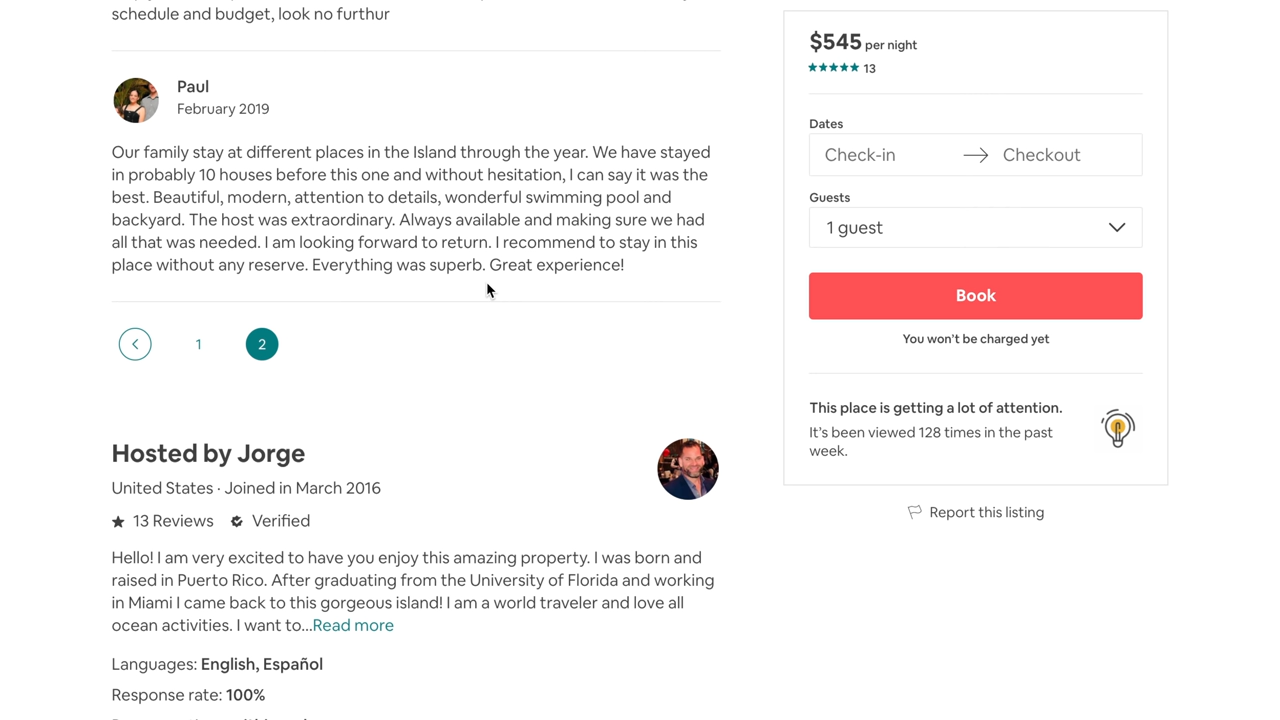 schedule and budget, look no furthur
Paul
February 2019
Our family stay at different places in the Island through the year. We have stayed
in probably 10 houses before this one and without hesitation, I can say it was the
best. Beautiful, modern, attention to details, wonderful swimming pool and
backyard. The host was extraordinary. Always available and making sure we had
all that was needed. I am looking forward to return. I recommend to stay in this
place without any reserve. Everything was superb. Great experience!
1
2
Hosted by Jorge
United States · Joined in March 2016
13 Reviews Verified
Hello! I am very excited to have you enjoy this amazing property. I was born and
raised in Puerto Rico. After graduating from the University of Florida and working
in Miami I came back to this gorgeous island! I am a world traveler and love all
ocean activities. I want to...Read more
Languages: English, Español
Response rate: 100%
$545 per night
13
Dates
Check-in
Checkout
Guests
1 guest
Book
You won't be charged yet
This place is getting a lot of attention.
It's been viewed 128 times in the past
week.
Report this listing